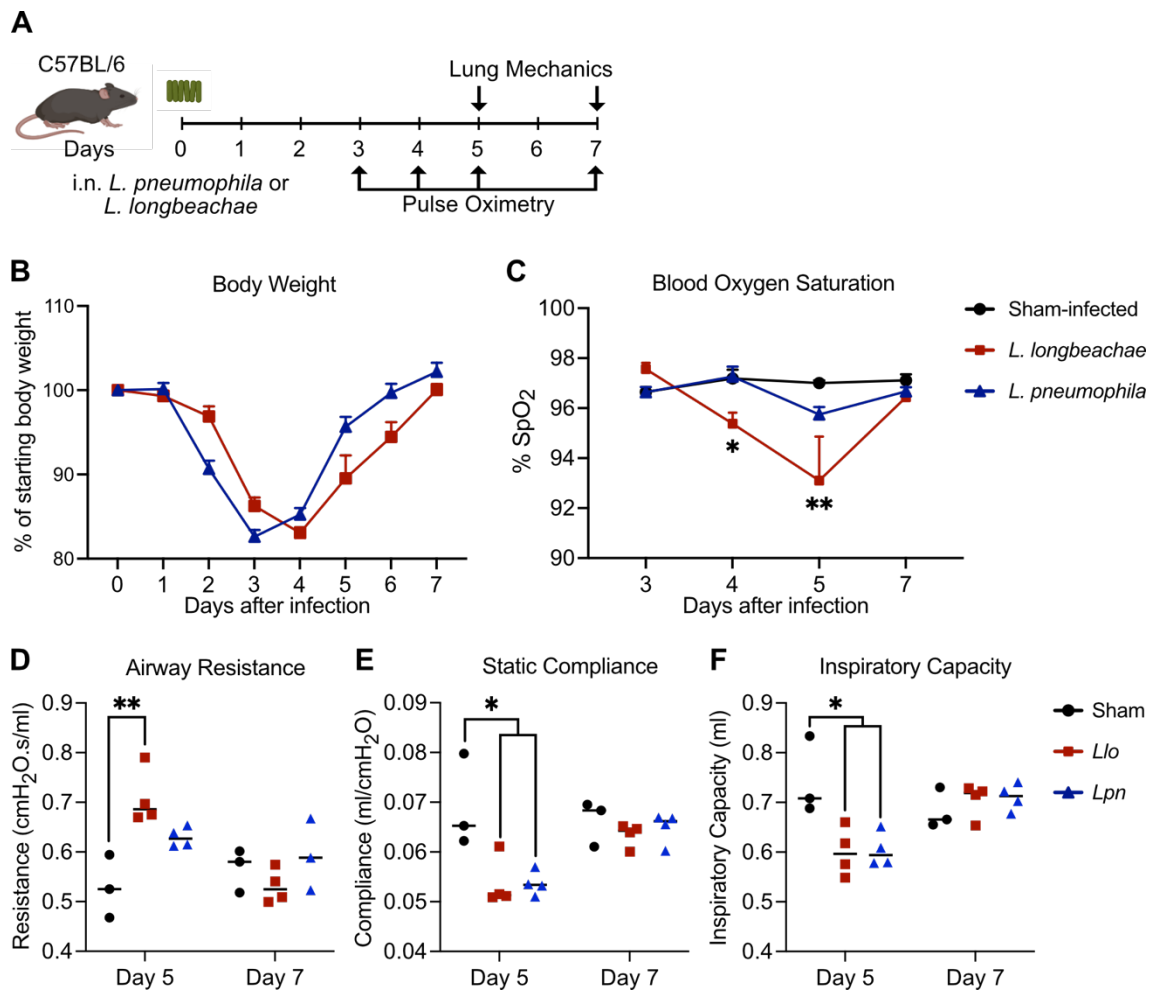 A
C57BL/6
Lung Mechanics
Days
0 1 2 3 4 5 6 7
i.n. L. pneumophila or
L. longbeachae
Pulse Oximetry
B
Body Weight
% of starting body weight
110
100
90
80
0 1 2 3 4 5 6 7
Days after infection
C
Blood Oxygen Saturation
% SpO2
98
96
94
92
90
*
**
3 4 5 7
Days after infection
Sham-infected
L. longbeachae
L. pneumophila
D
Airway Resistance
Resistance (cmH2O.s/ml)
0.9
0.8
0.7
0.6
0.5
0.4
**
Day 5 Day 7
E
Static Compliance
Compliance (ml/cmH2O)
0.09
0.08
0.07
0.06
0.05
0.04
*
Day 5 Day 7
F
Inspiratory Capacity
Inspiratory Capacity (ml)
0.9
0.8
0.7
0.6
0.5
0.4
*
Day 5 Day 7
Sham
Llo
Lpn